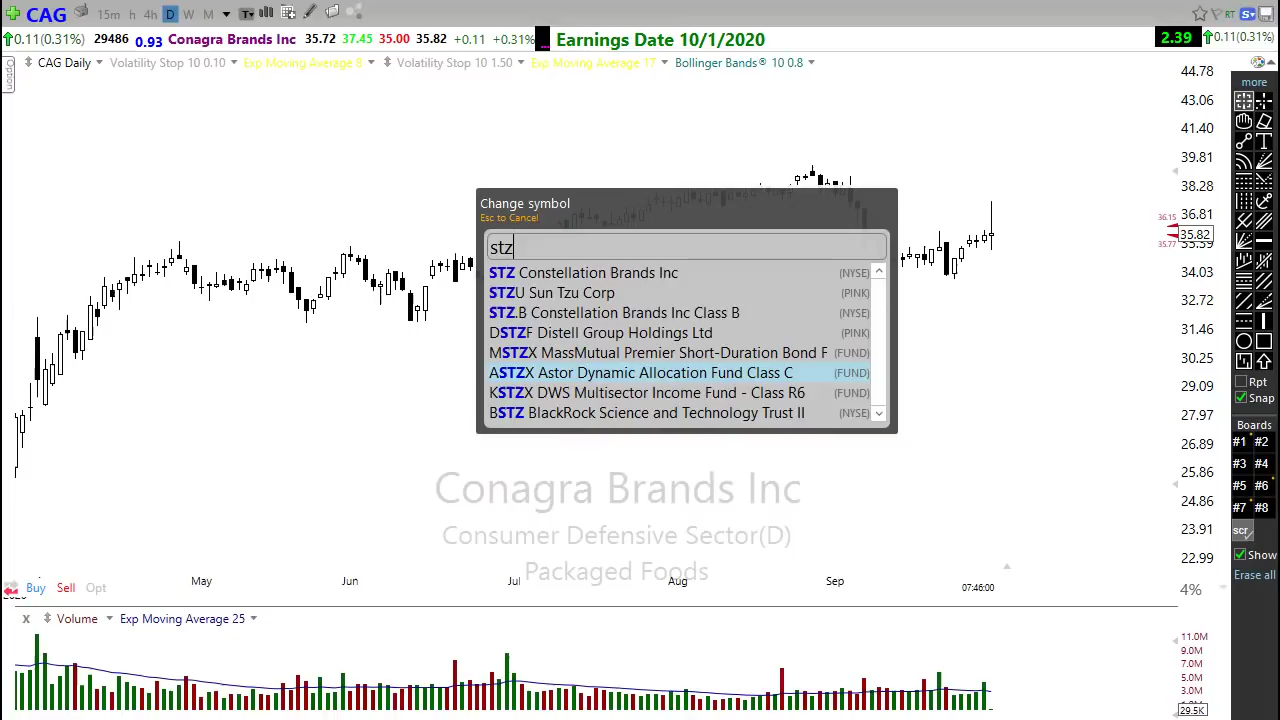 CAG 15m h 4h D W M T
RT S
0.11(0.31%) 29486 0.93 Conagra Brands Inc 35.72 37.45 35.00 35.82 +0.11 +0.31% Earnings Date 10/1/2020 2.39 0.11(0.31%)
Option
CAG Daily Volatility Stop 10 0.10 Exp Moving Average 8 Volatility Stop 10 1.50 Exp Moving Average 17 Bollinger Bands® 10 0.8
44.78
43.06
41.40
39.81
38.28
36.81
36.15
35.82
35.77
35.39
34.03
32.72
31.46
30.25
29.09
27.97
26.89
25.86
24.86
23.91
22.99
Change symbol
Esc to Cancel
stz
STZ Constellation Brands Inc (NYSE)
STZU Sun Tzu Corp (PINK)
STZ.B Constellation Brands Inc Class B (NYSE)
DSTZF Distell Group Holdings Ltd (PINK)
MSTZX MassMutual Premier Short-Duration Bond F (FUND)
ASTZX Astor Dynamic Allocation Fund Class C (FUND)
KSTZX DWS Multisector Income Fund - Class R6 (FUND)
BSTZ BlackRock Science and Technology Trust II (NYSE)
Conagra Brands Inc
Consumer Defensive Sector(D)
Packaged Foods
May Jun Jul Aug Sep 07:46:00
Buy Sell Opt
4%
x Volume Exp Moving Average 25
11.0M
9.0M
7.0M
5.0M
3.0M
29.5K
more
Rpt
Snap
Boards
#1 #2
#3 #4
#5 #6
#7 #8
scr
Show
Erase all